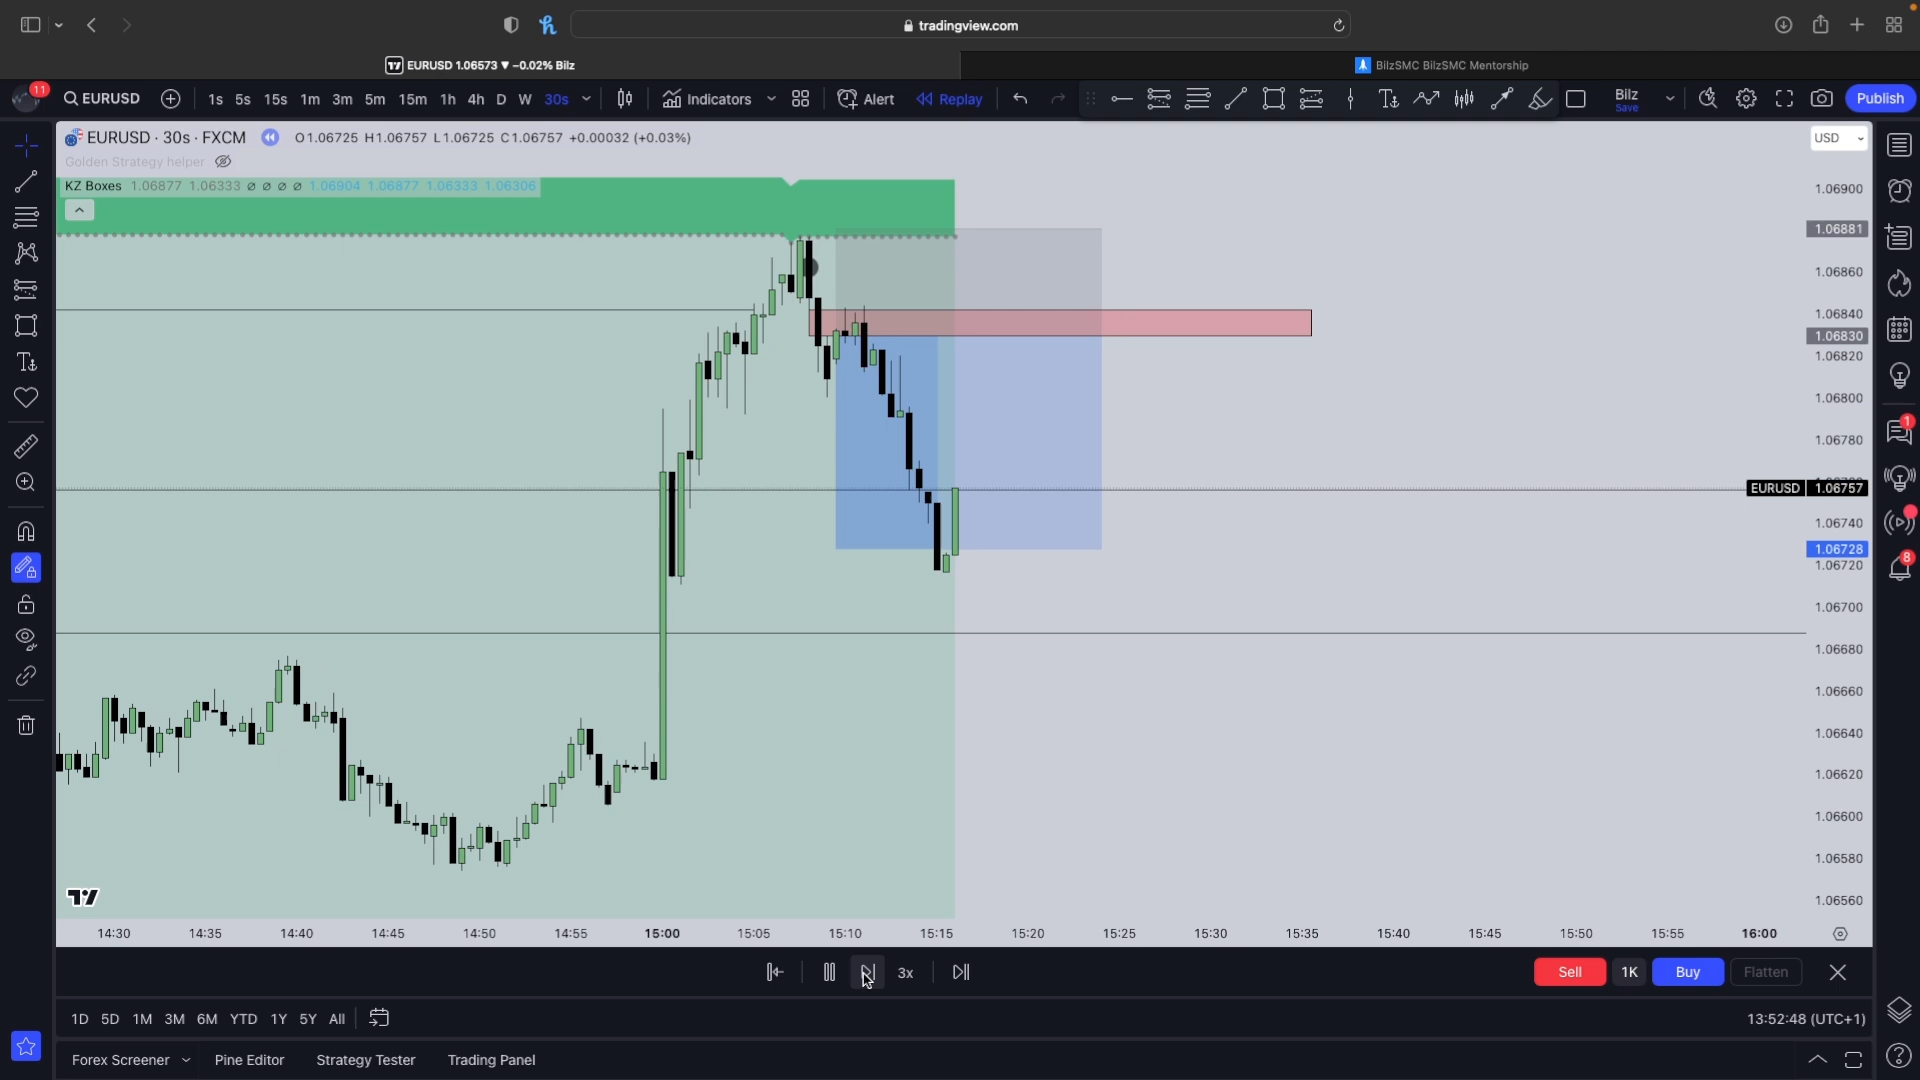 tradingview.com
EURUSD 1.06573 ▼ −0.02% Bilz
BilzSMC BilzSMC Mentorship
11
EURUSD
1s 5s 15s 1m 3m 5m 15m 1h 4h D W 30s
Indicators
Alert
Replay
Bilz
Save
Publish
EURUSD · 30s · FXCM
O1.06725 H1.06757 L1.06725 C1.06757 +0.00032 (+0.03%)
USD
Golden Strategy helper
KZ Boxes 1.06877 1.06333 ∅ ∅ ∅ ∅ 1.06904 1.06877 1.06333 1.06306
1.06900
1.06881
1.06860
1.06840
1.06830
1.06820
1.06800
1.06780
EURUSD 1.06757
1.06740
1.06728
1.06720
1.06700
1.06680
1.06660
1.06640
1.06620
1.06600
1.06580
1.06560
1
8
14:30 14:35 14:40 14:45 14:50 14:55 15:00 15:05 15:10 15:15 15:20 15:25 15:30 15:35 15:40 15:45 15:50 15:55 16:00
3x
Sell 1K Buy Flatten
1D 5D 1M 3M 6M YTD 1Y 5Y All
13:52:48 (UTC+1)
Forex Screener Pine Editor Strategy Tester Trading Panel